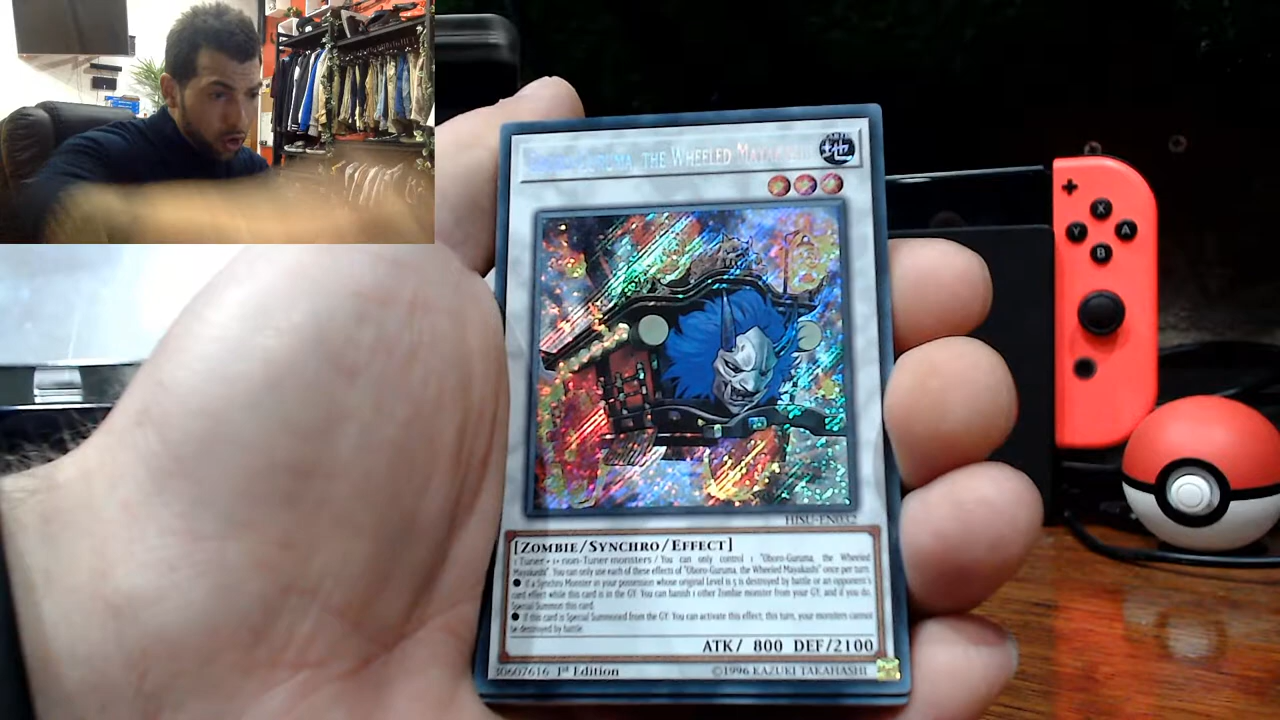 THE WHEELED MAYAKASHI
地
HISU-EN032
[ZOMBIE/SYNCHRO/EFFECT]
1 Tuner + 1+ non-Tuner monsters / You can only control 1 "Oboro-Guruma, the Wheeled
Mayakashi". You can only use each of these effects of "Oboro-Guruma, the Wheeled Mayakashi" once per turn.
● If a Synchro Monster in your possession whose original Level is 5 is destroyed by battle or an opponent's
card effect while this card is in the GY: You can banish 1 other Zombie monster from your GY, and if you do,
Special Summon this card.
● If this card is Special Summoned from the GY: You can activate this effect; this turn, your monsters cannot
be destroyed by battle.
ATK/ 800 DEF/2100
30607616 1st Edition
©1996 KAZUKI TAKAHASHI
X
Y A
B